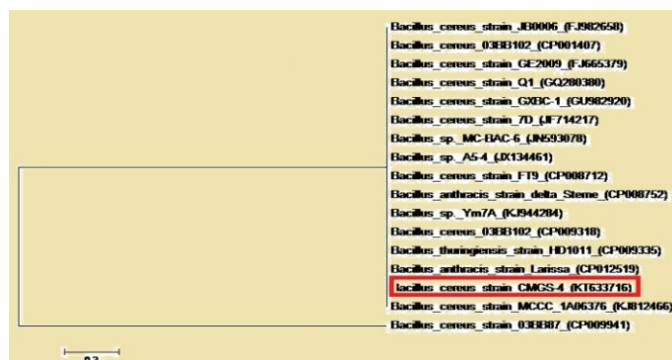 Bacillus_cereus_strain_JB0006_(FJ982658)
Bacillus_cereus_03BB102_(CP001407)
Bacillus_cereus_strain_GE2009_(FJ665379)
Bacillus_cereus_strain_Q1_(GQ280380)
Bacillus_cereus_strain_GXBC-1_(GU982920)
Bacillus_cereus_strain_7D_(JF714217)
Bacillus_sp._MC-BAC-6_(JN593078)
Bacillus_sp._A5-4_(JX134461)
Bacillus_cereus_strain_FT9_(CP008712)
Bacillus_anthracis_strain_delta_Sterne_(CP008752)
Bacillus_sp._Ym7A_(KJ944284)
Bacillus_cereus_03BB102_(CP009318)
Bacillus_thuringiensis_strain_HD1011_(CP009335)
Bacillus_anthracis_strain_Larissa_(CP012519)
lacillus_cereus_strain_CMGS-4_(KT633716)
Bacillus_cereus_strain_MCCC_1A06376_(KJ812466)
Bacillus_cereus_strain_03BB87_(CP009941)